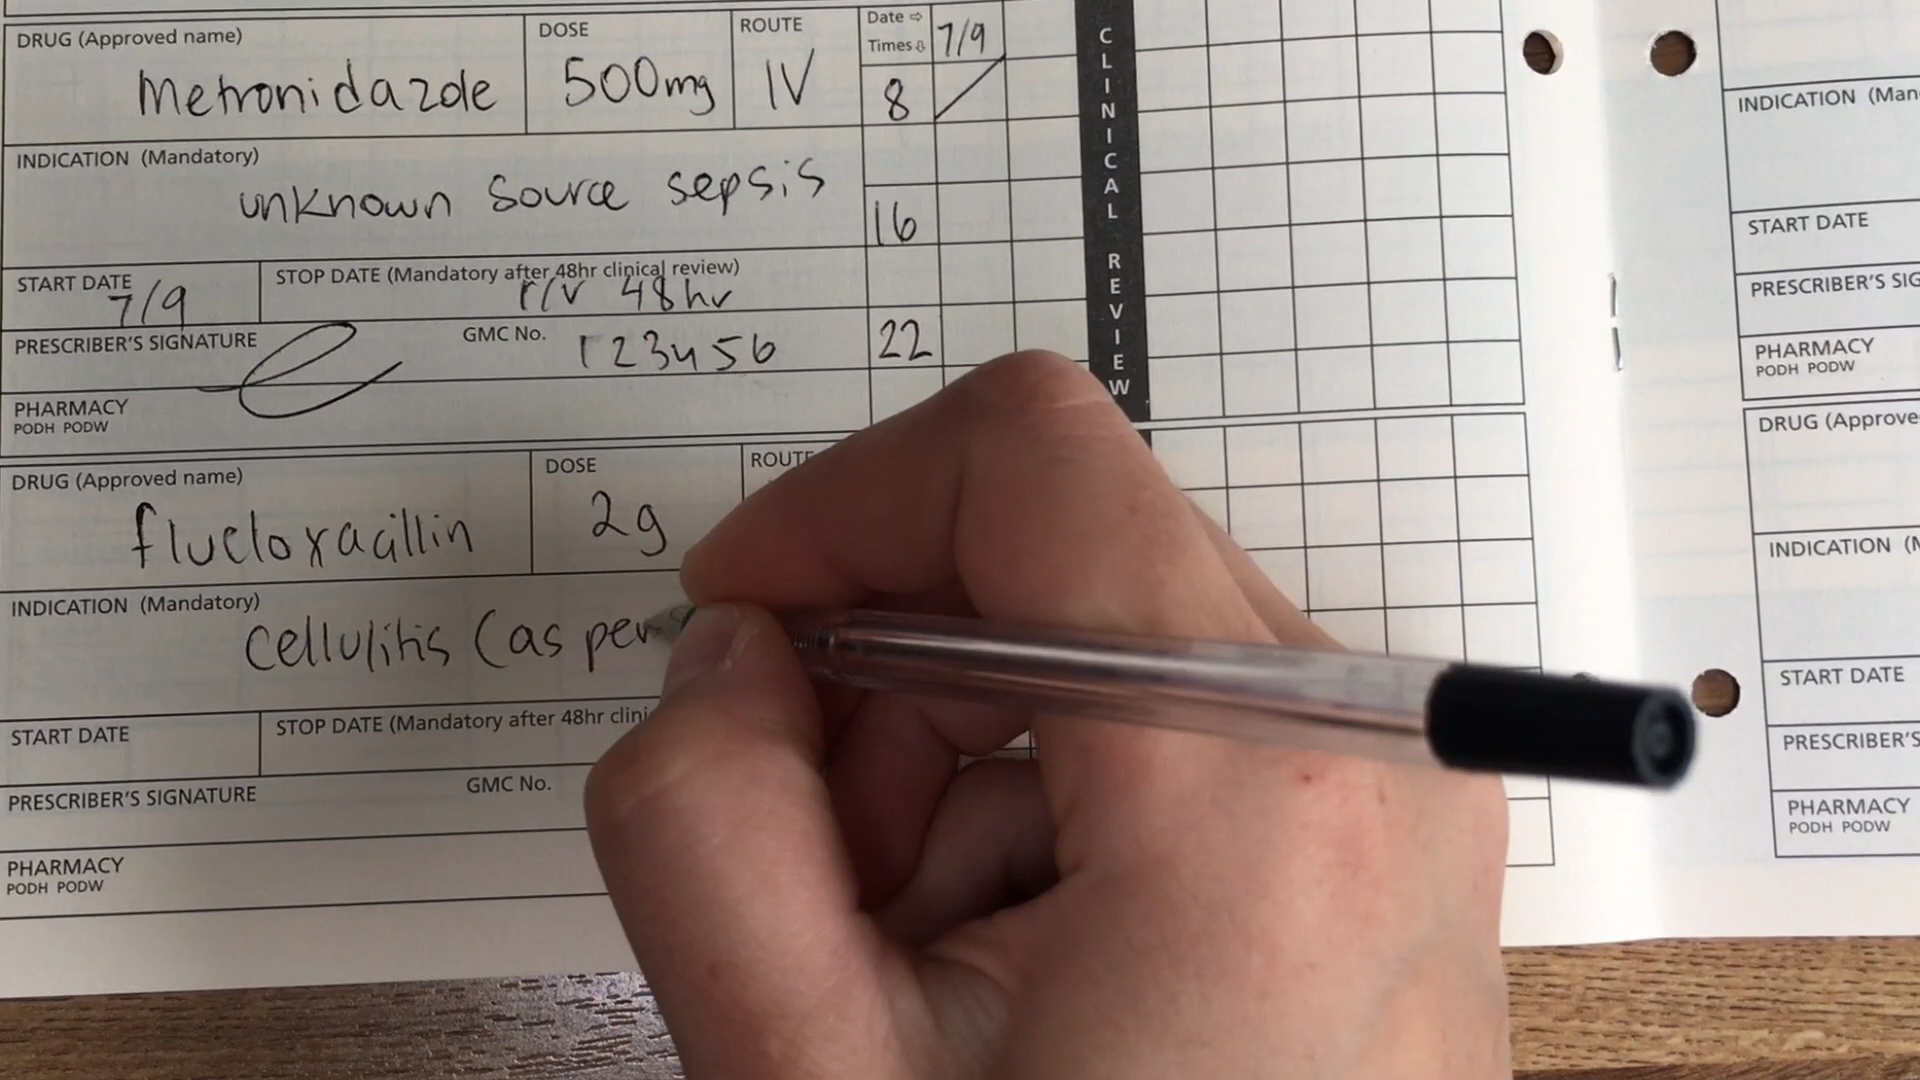 DRUG (Approved name) DOSE ROUTE Date ⇨ 7/9
Metronidazole 500mg IV Times ⇩
8
INDICATION (Mandatory)
unknown source sepsis
16
START DATE STOP DATE (Mandatory after 48hr clinical review)
7/9 r/v 48hr
PRESCRIBER'S SIGNATURE GMC No. 123456 22
PHARMACY
PODH PODW
DRUG (Approved name) DOSE ROUTE
flucloxacillin 2g
INDICATION (Mandatory)
cellulitis (as per
START DATE STOP DATE (Mandatory after 48hr clini
PRESCRIBER'S SIGNATURE GMC No.
PHARMACY
PODH PODW
CLINICAL REVIEW
INDICATION (Man
START DATE
PRESCRIBER'S SIG
PHARMACY
PODH PODW
DRUG (Approve
INDICATION (M
START DATE
PRESCRIBER'S
PHARMACY
PODH PODW